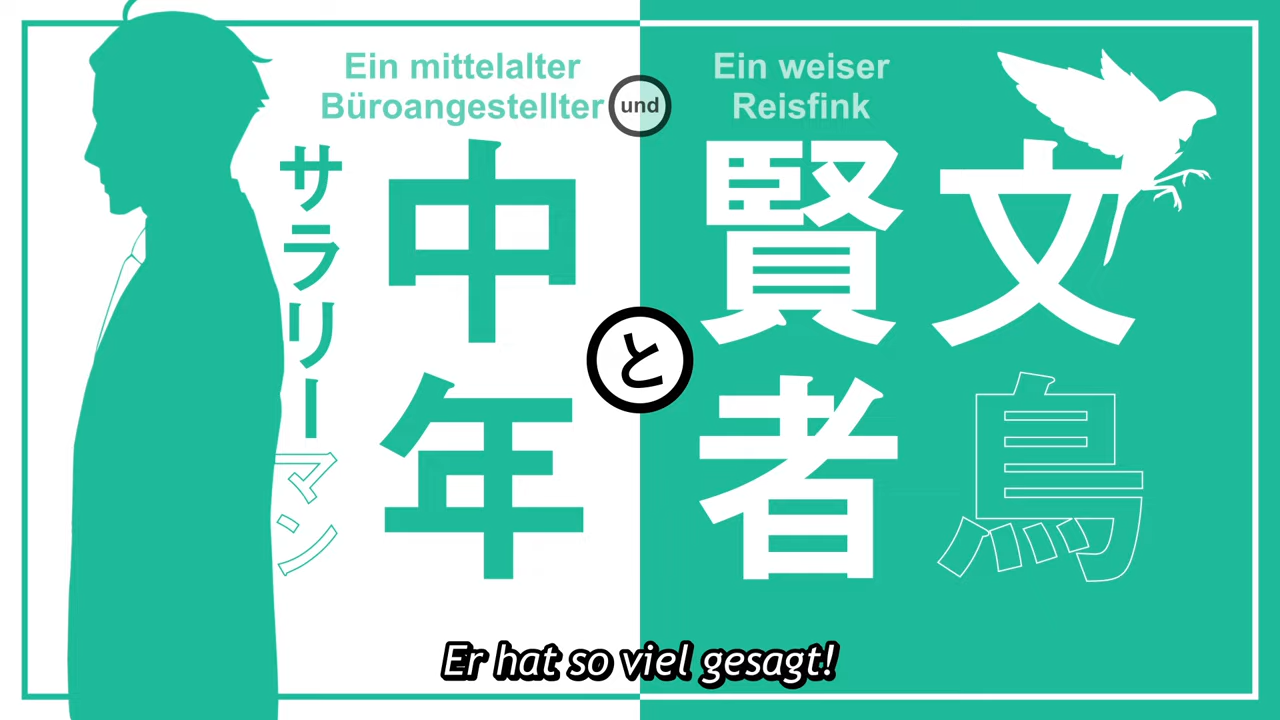 Ein mittelalter
Büroangestellter
und
Ein weiser
Reisfink
中年
サラリーマン
と
文鳥
賢者
Er hat so viel gesagt!